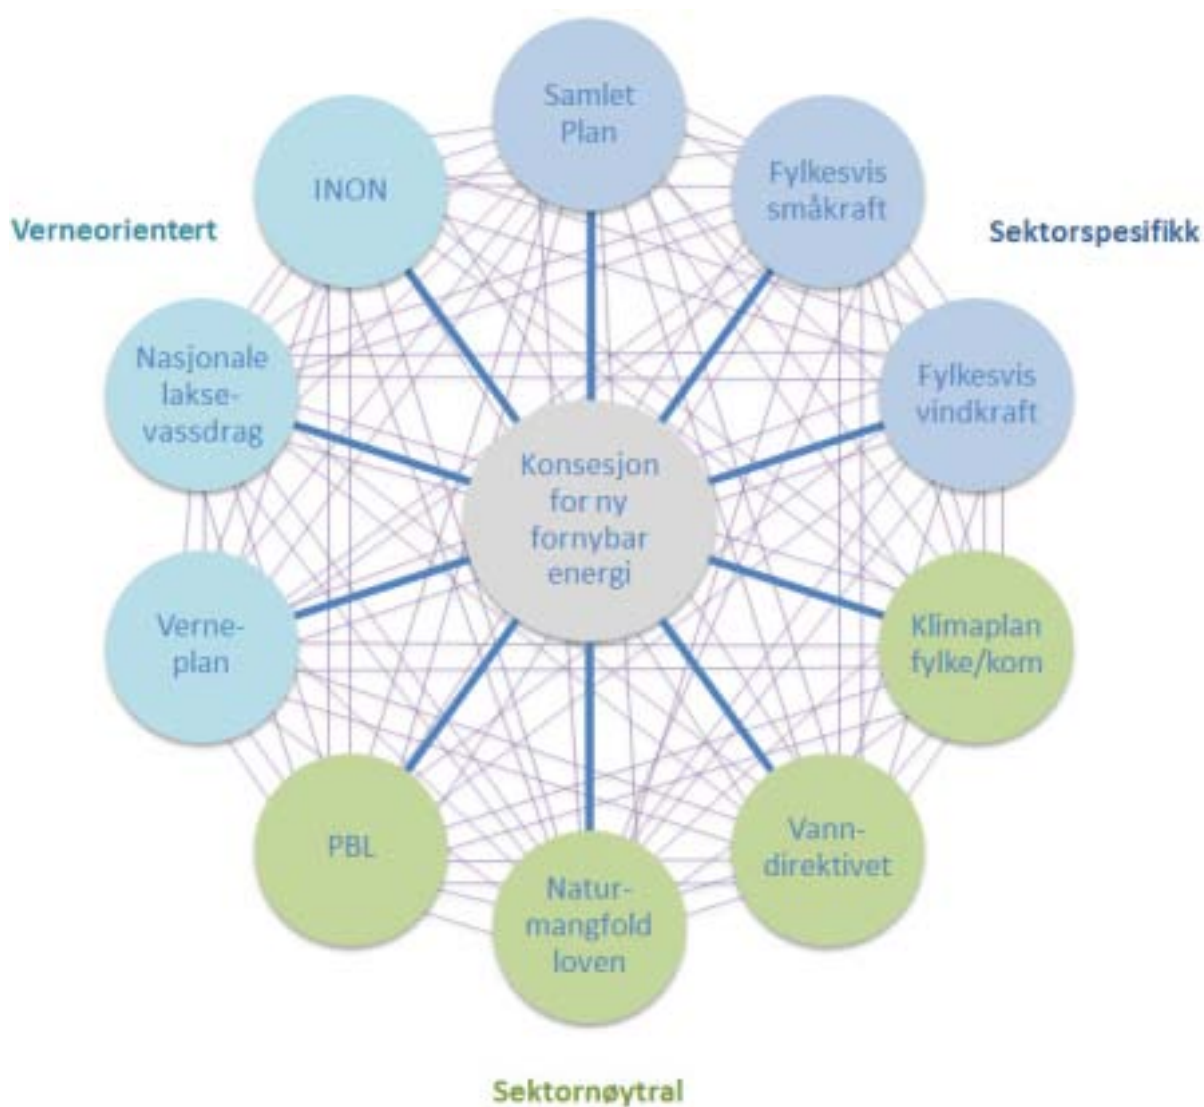 Samlet
Plan
Fylkesvis
småkraft
INON
Verneorientert
Sektorspesifikk
Nasjonale
lakse-
vassdrag
Fylkesvis
vindkraft
Konsesjon
for ny
fornybar
energi
Verne-
plan
Klimaplan
fylke/kom
PBL
Vann-
direktivet
Natur-
mangfold
loven
Sektornøytral